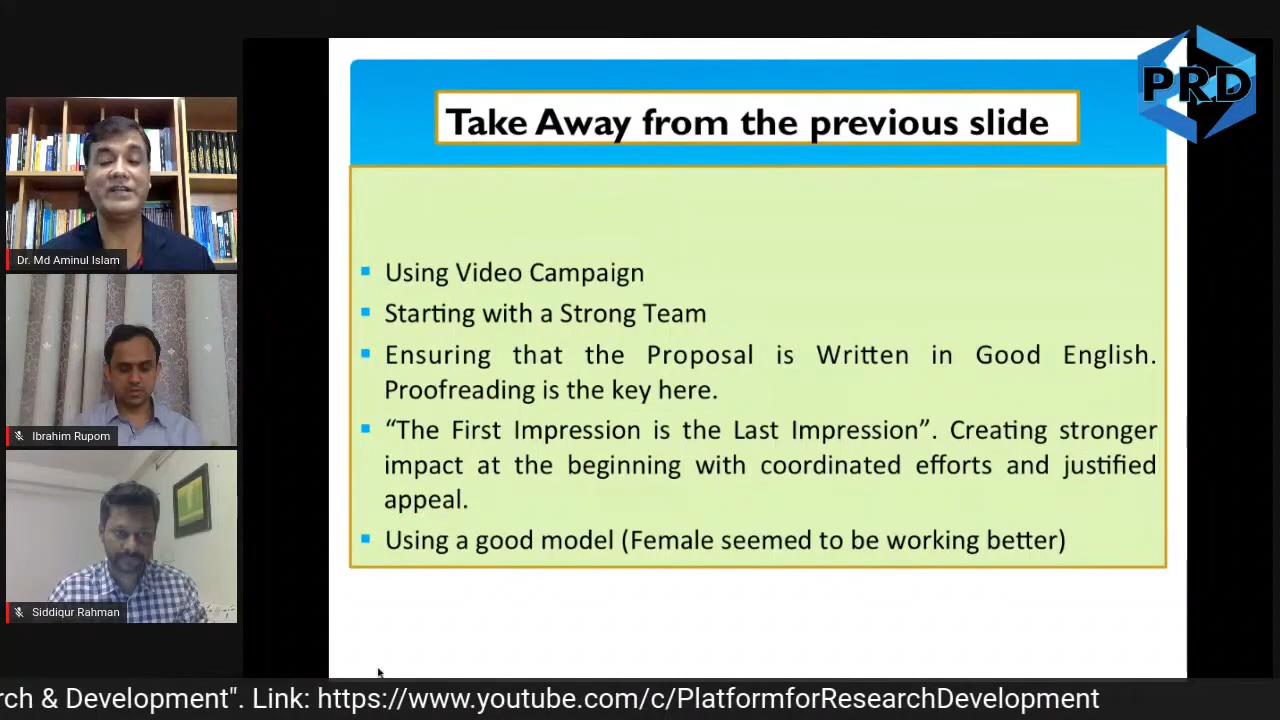 PRD
Take Away from the previous slide
Using Video Campaign
Starting with a Strong Team
Ensuring that the Proposal is Written in Good English.
Proofreading is the key here.
“The First Impression is the Last Impression”. Creating stronger
impact at the beginning with coordinated efforts and justified
appeal.
Using a good model (Female seemed to be working better)
Dr. Md Aminul Islam
Ibrahim Rupom
Siddiqur Rahman
rch & Development". Link: https://www.youtube.com/c/PlatformforResearchDevelopment